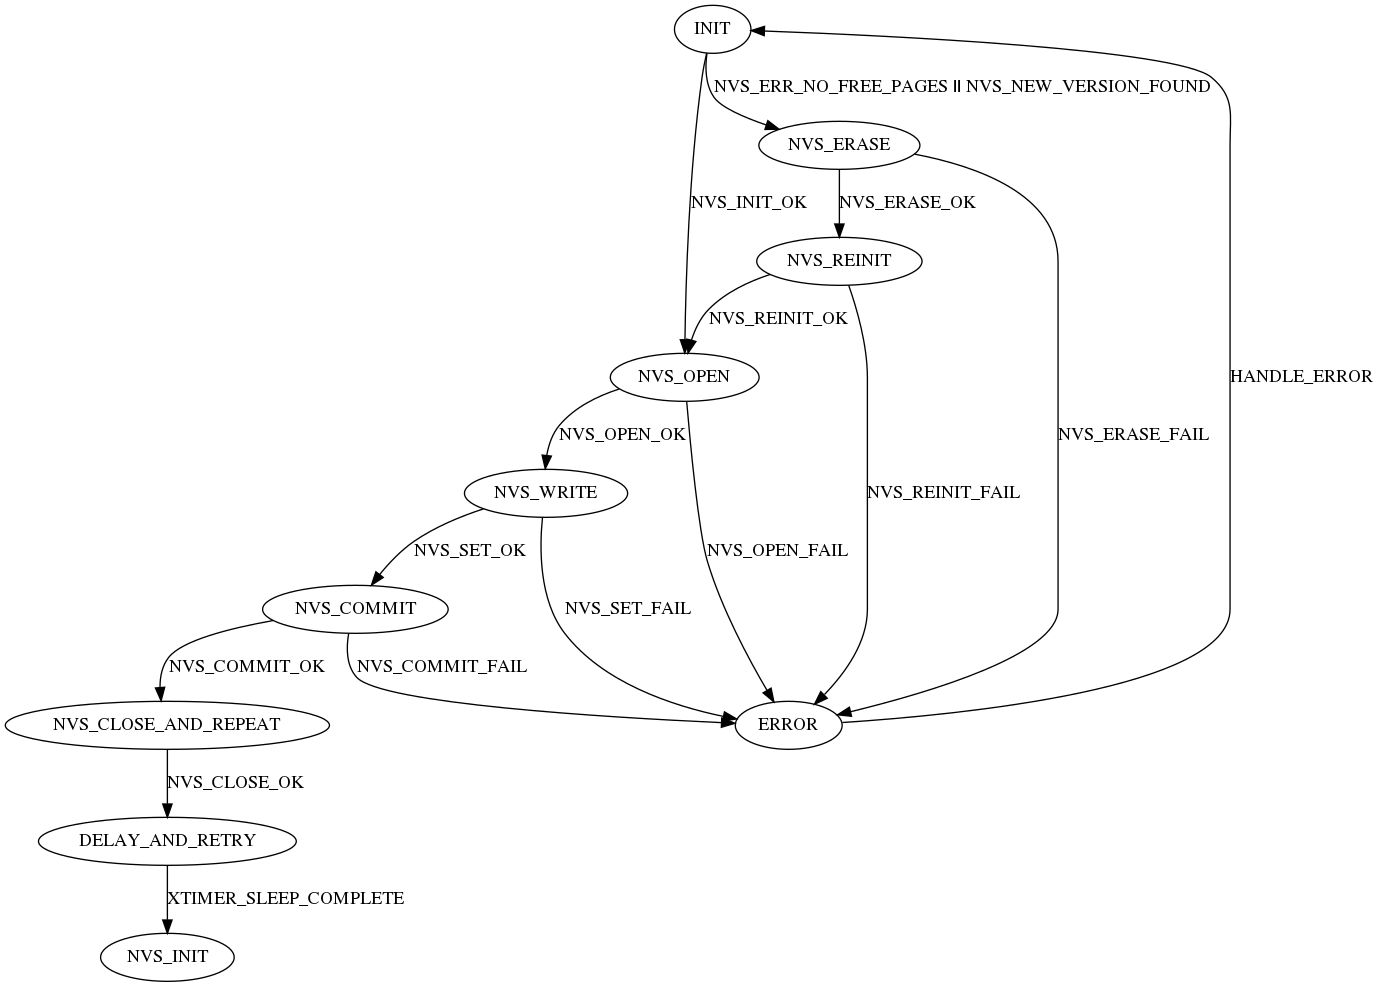 INIT
NVS_ERR_NO_FREE_PAGES || NVS_NEW_VERSION_FOUND
NVS_ERASE
NVS_INIT_OK
NVS_ERASE_OK
NVS_REINIT
NVS_REINIT_OK
NVS_OPEN
HANDLE_ERROR
NVS_OPEN_OK
NVS_ERASE_FAIL
NVS_WRITE
NVS_REINIT_FAIL
NVS_SET_OK
NVS_OPEN_FAIL
NVS_COMMIT
NVS_SET_FAIL
NVS_COMMIT_OK
NVS_COMMIT_FAIL
NVS_CLOSE_AND_REPEAT
ERROR
NVS_CLOSE_OK
DELAY_AND_RETRY
XTIMER_SLEEP_COMPLETE
NVS_INIT